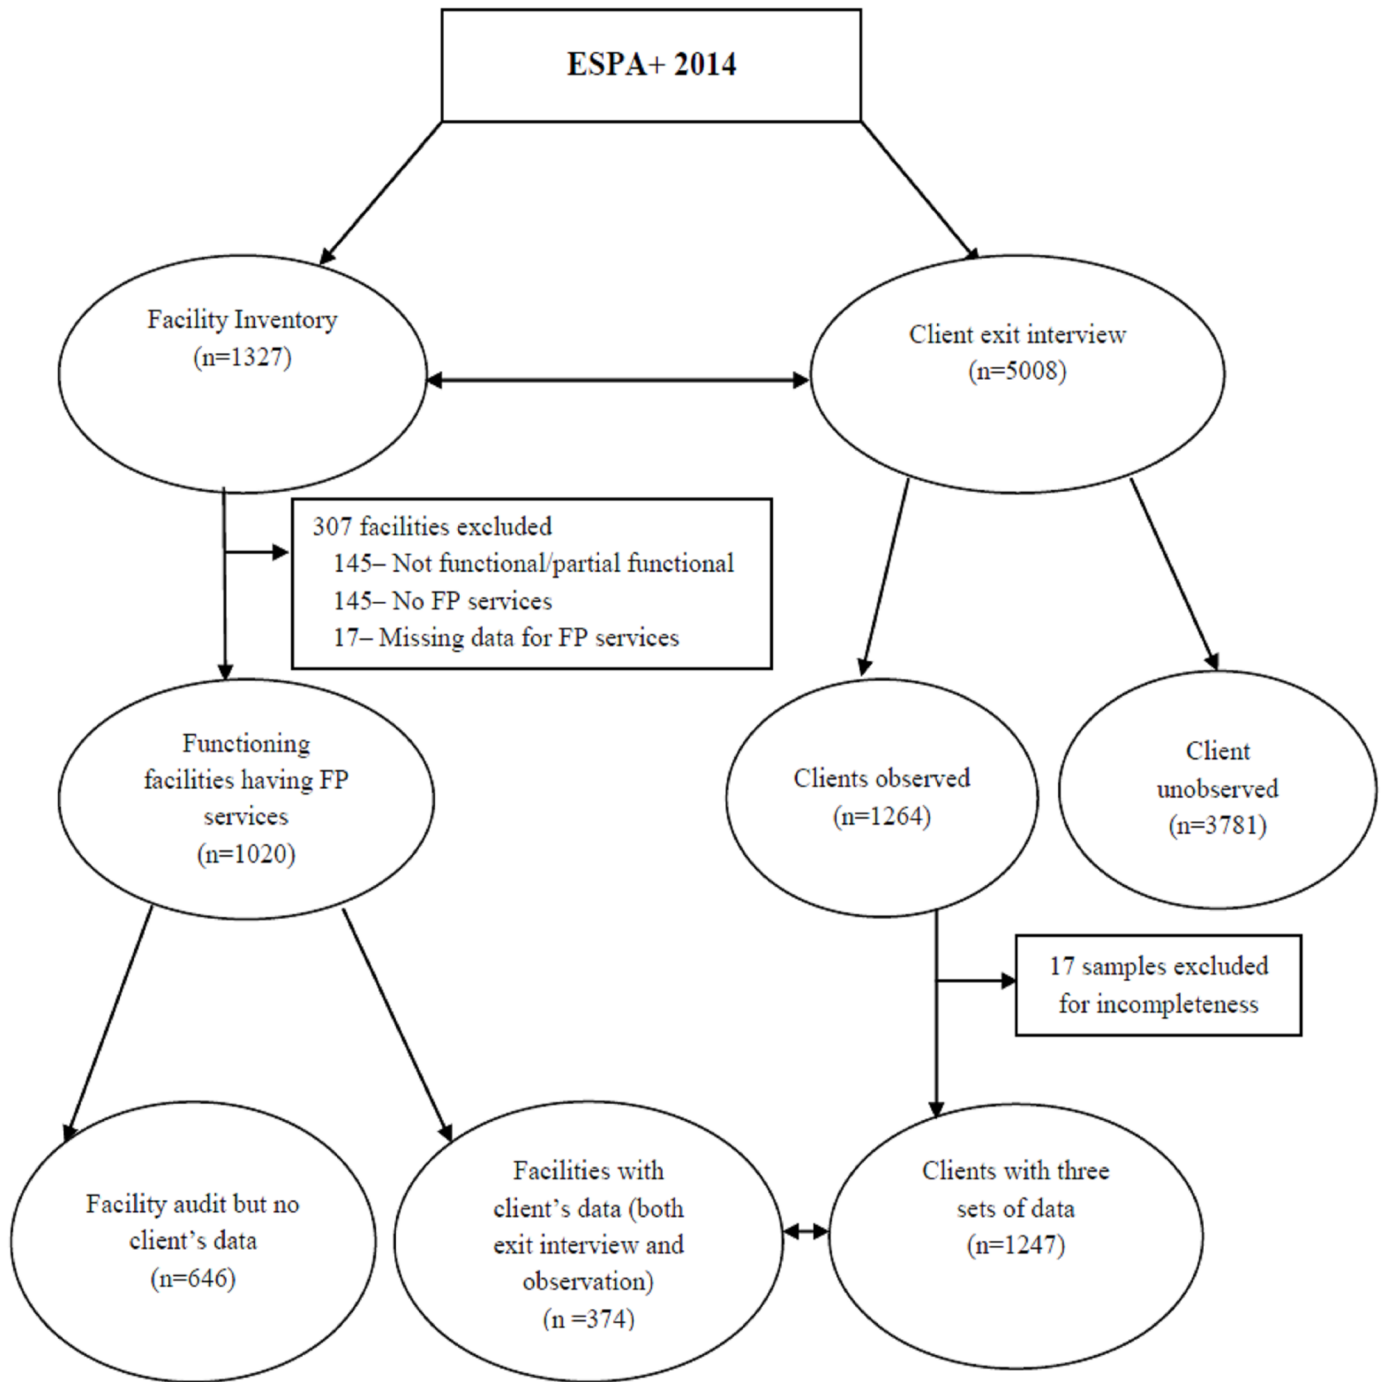 ESPA+ 2014
Facility Inventory
(n=1327)
Client exit interview
(n=5008)
307 facilities excluded
145– Not functional/partial functional
145– No FP services
17– Missing data for FP services
Functioning
facilities having FP
services
(n=1020)
Clients observed
(n=1264)
Client
unobserved
(n=3781)
17 samples excluded
for incompleteness
Facility audit but no
client’s data
(n=646)
Facilities with
client’s data (both
exit interview and
observation)
(n =374)
Clients with three
sets of data
(n=1247)